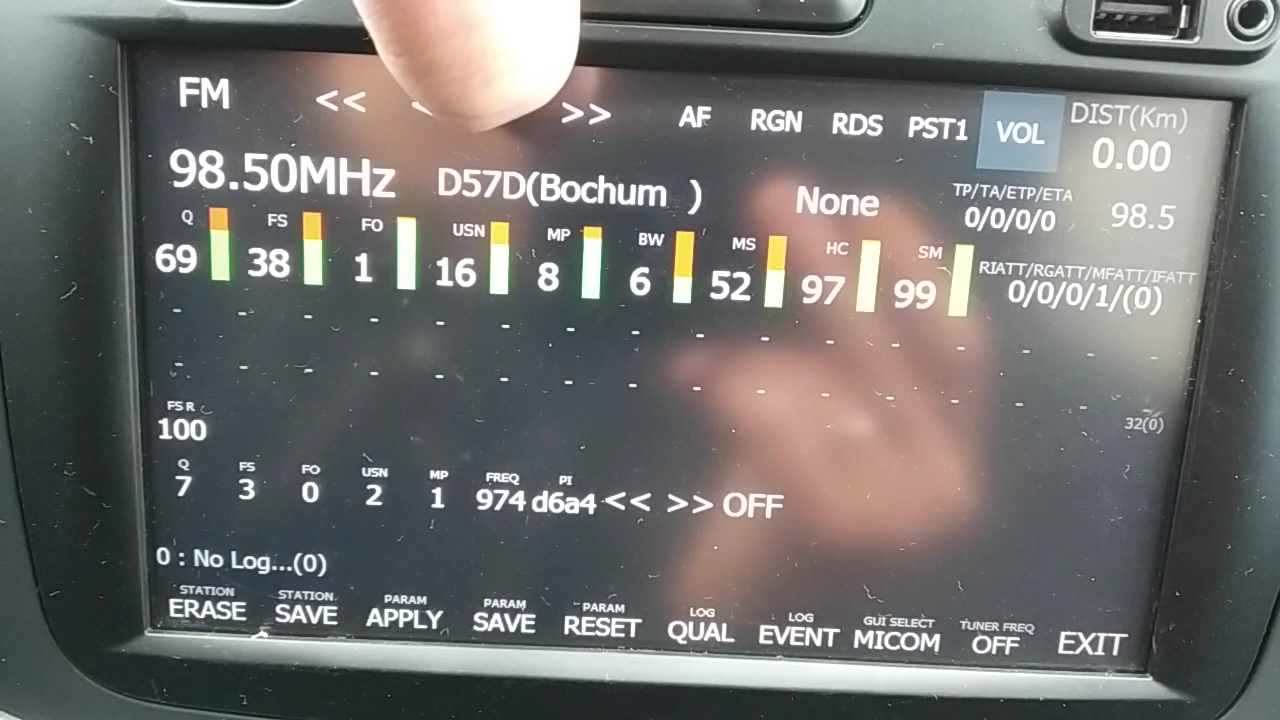 FM << >> AF RGN RDS PST1 VOL DIST(Km)
0.00
98.50MHz D57D(Bochum ) None TP/TA/ETP/ETA
0/0/0/0 98.5
Q FS FO USN MP BW MS HC SM RIATT/RGATT/MFATT/IFATT
69 38 1 16 8 6 52 97 99 0/0/0/1/(0)
- - - - - - - - - - - - - - - -
- - - - - - - - - - - - - - -
32(0)
FS R
100
Q FS FO USN MP FREQ PI
7 3 0 2 1 974 d6a4 << >> OFF
0 : No Log...(0)
STATION STATION PARAM PARAM PARAM LOG LOG GUI SELECT TUNER FREQ
ERASE SAVE APPLY SAVE RESET QUAL EVENT MICOM OFF EXIT